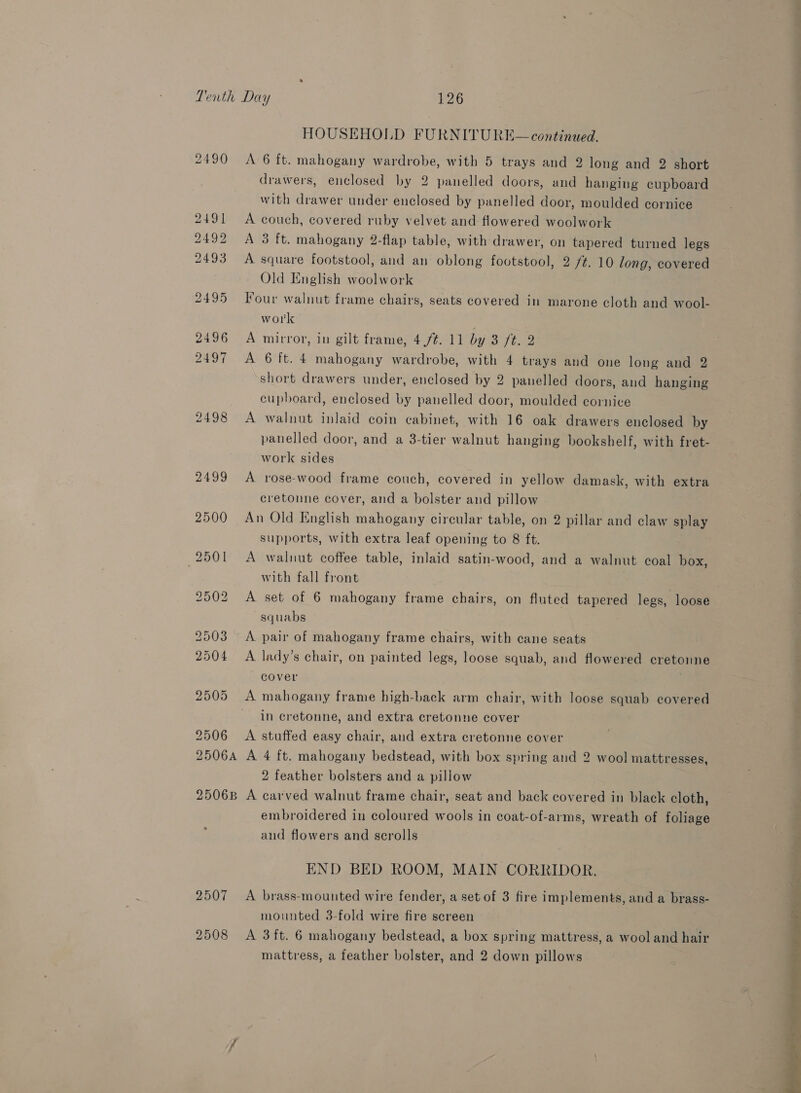 Tenth Day 126
HOUSEHOLD FURNITURE—continued.
2490 A 6 ft. mahogany wardrobe, with 5 trays and 2 long and 2 short
drawers, enclosed by 2 panelled doors, and hanging cupboard
with drawer under enclosed by panelled door, moulded cornice
2491 A couch, covered ruby velvet and flowered woolwork
2492 A 3 ft. mahogany 2-flap table, with drawer, on tapered turned legs
2493 A square footstool, and an oblong footstool, 2 ft. 10 long, covered
Old English woolwork
2495 Four walnut frame chairs, seats covered in marone cloth and wool-
work
2496 A mirror, in gilt frame, 4 ft. 11 by 3 ft. 2
2497 A 6 ft. 4 mahogany wardrobe, with 4 trays and one long and 2
short drawers under, enclosed by 2 panelled doors, and hanging
cupboard, enclosed by panelled door, moulded cornice
2498 A walnut inlaid coin cabinet, with 16 oak drawers enclosed by
panelled door, and a 3-tier walnut hanging bookshelf, with fret-
work sides
2499 A rose-wood frame couch, covered in yellow damask, with extra
cretonne cover, and a bolster and pillow
2500 An Old English mahogany circular table, on 2 pillar and claw splay
supports, with extra leaf opening to 8 ft.
2501 A walnut coffee table, inlaid satin-wood, and a walnut coal box,
with fall front
2502 A set of 6 mahogany frame chairs, on fluted tapered legs, loose
squabs
2503 A pair of mahogany frame chairs, with cane seats
2504 A lady's chair, on painted legs, loose squab, and flowered cretonne
cover
2505 A mahogany frame high-back arm chair, with loose squab covered
in cretonne, and extra cretonne cover
2506 A stuffed easy chair, and extra cretonne cover
2506A A 4 ft. mahogany bedstead, with box spring and 2 wool mattresses,
2 feather bolsters and a pillow
2506B A carved walnut frame chair, seat and back covered in black cloth,
embroidered in coloured wools in coat-of-arms, wreath of foliage
and flowers and scrolls
END BED ROOM, MAIN CORRIDOR.
2507 A brass-mounted wire fender, a set of 3 fire implements, and a brass-
mounted 3-fold wire fire screen
2508 A 3 ft. 6 mahogany bedstead, a box spring mattress, a wool and hair
mattress, a feather bolster, and 2 down pillows